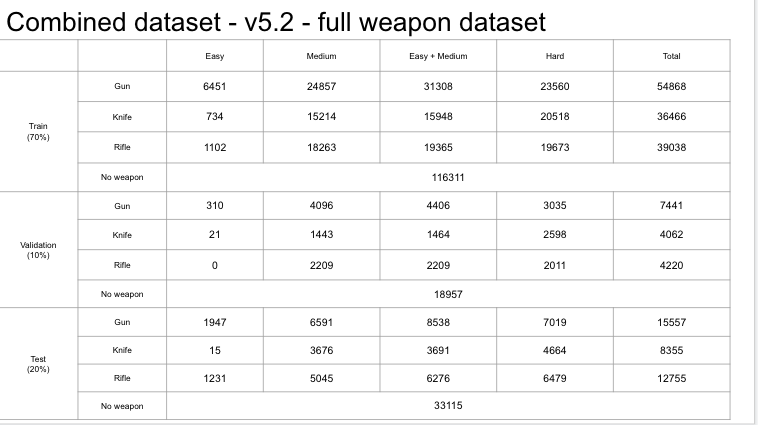 Combined dataset - v5.2 - full weapon dataset
Easy Medium Easy + Medium Hard Total
Train
(70%)
Gun 6451 24857 31308 23560 54868
Knife 734 15214 15948 20518 36466
Rifle 1102 18263 19365 19673 39038
No weapon 116311
Validation
(10%)
Gun 310 4096 4406 3035 7441
Knife 21 1443 1464 2598 4062
Rifle 0 2209 2209 2011 4220
No weapon 18957
Test
(20%)
Gun 1947 6591 8538 7019 15557
Knife 15 3676 3691 4664 8355
Rifle 1231 5045 6276 6479 12755
No weapon 33115